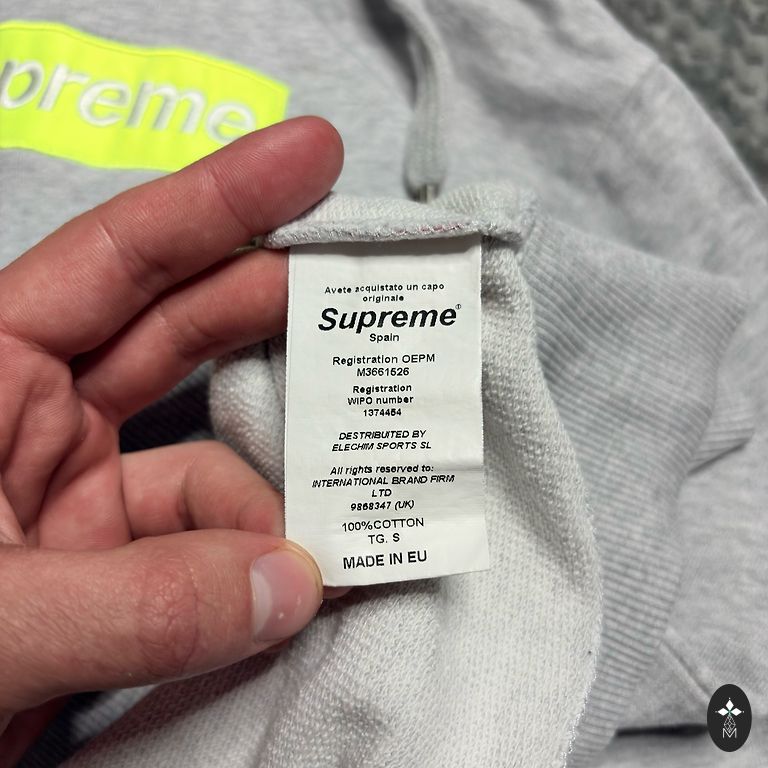 preme
Avete acquistato un capo
originale
Supreme®
Spain
Registration OEPM
M3661526
Registration
WIPO number
1374454
DESTRIBUTED BY
ELECHIM SPORTS SL
All rights reserved to:
INTERNATIONAL BRAND FIRM
LTD
9868347 (UK)
100%COTTON
TG. S
MADE IN EU
M